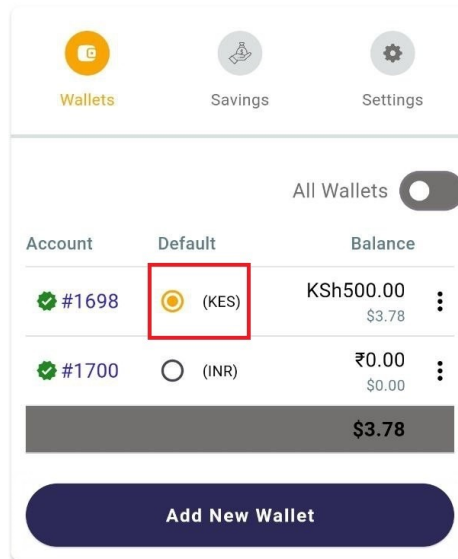 Wallets Savings Settings
All Wallets
Account Default Balance
#1698 (KES) KSh500.00
$3.78
#1700 (INR) ₹0.00
$0.00
$3.78
Add New Wallet